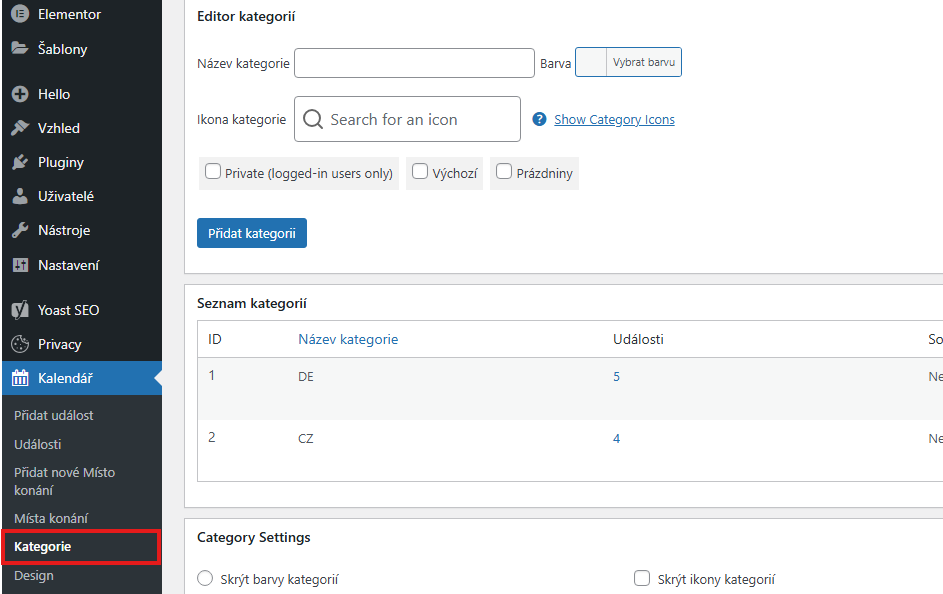 Elementor
Šablony
Hello
Vzhled
Pluginy
Uživatelé
Nástroje
Nastavení
Yoast SEO
Privacy
Kalendář
Přidat událost
Události
Přidat nové Místo
konání
Místa konání
Kategorie
Design
Editor kategorií
Název kategorie Barva Vybrat barvu
Ikona kategorie Search for an icon ? Show Category Icons
Private (logged-in users only) Výchozí Prázdniny
Přidat kategorii
Seznam kategorií
ID Název kategorie Události So
1 DE 5 Ne
2 CZ 4 Ne
Category Settings
Skrýt barvy kategorií Skrýt ikony kategorií